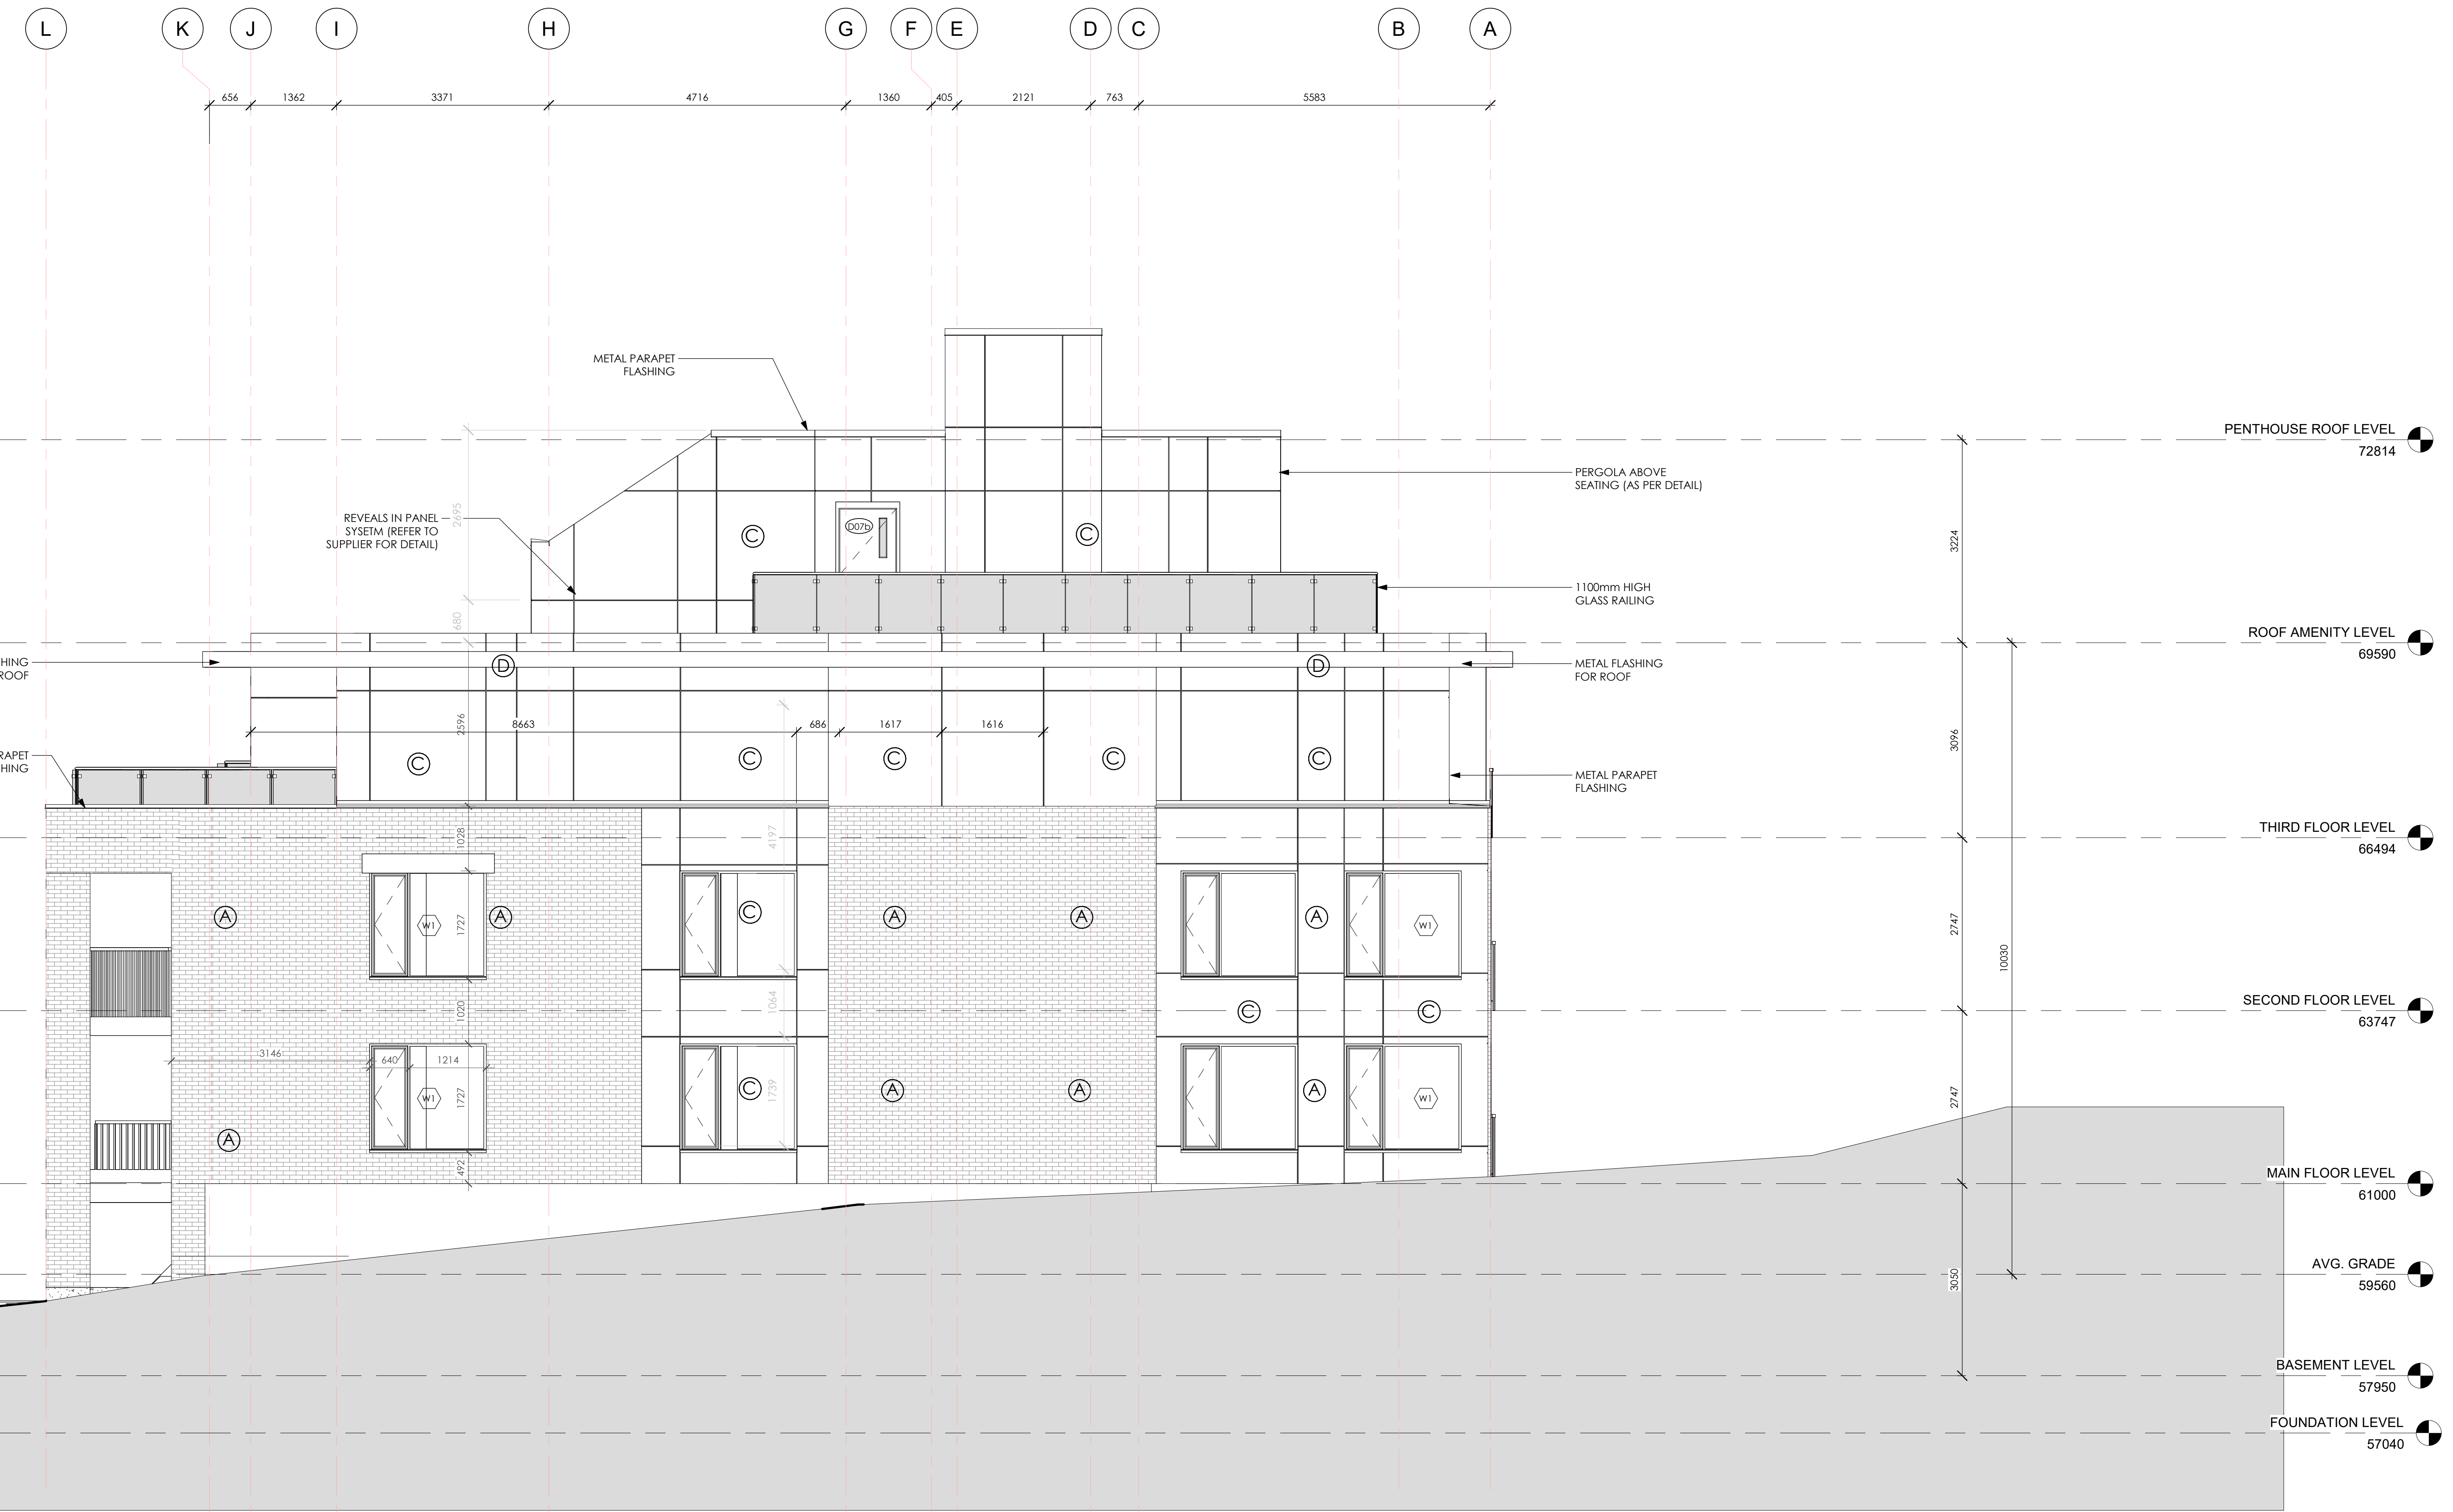 L K J I H G F E D C B A
656 1362 3371 4716 1360 405 2121 763 5583
METAL PARAPET
FLASHING
PENTHOUSE ROOF LEVEL
72814
PERGOLA ABOVE
SEATING (AS PER DETAIL)
2695
REVEALS IN PANEL
SYSETM (REFER TO
SUPPLIER FOR DETAIL)
D07b
C C
3224
1100mm HIGH
GLASS RAILING
680
ROOF AMENITY LEVEL
69590
HING
ROOF
D D
METAL FLASHING
FOR ROOF
2596
8663 686 1617 1616
3096
RAPET
HING
C C C C C
METAL PARAPET
FLASHING
1028
4197
THIRD FLOOR LEVEL
66494
A W1 1727 A C A A A W1
2747
10030
SECOND FLOOR LEVEL
63747
1020
1064
C C
3146 640 1214
W1 1727 C 1739 A A A W1
2747
A
492
MAIN FLOOR LEVEL
61000
AVG. GRADE
59560
3050
BASEMENT LEVEL
57950
FOUNDATION LEVEL
57040